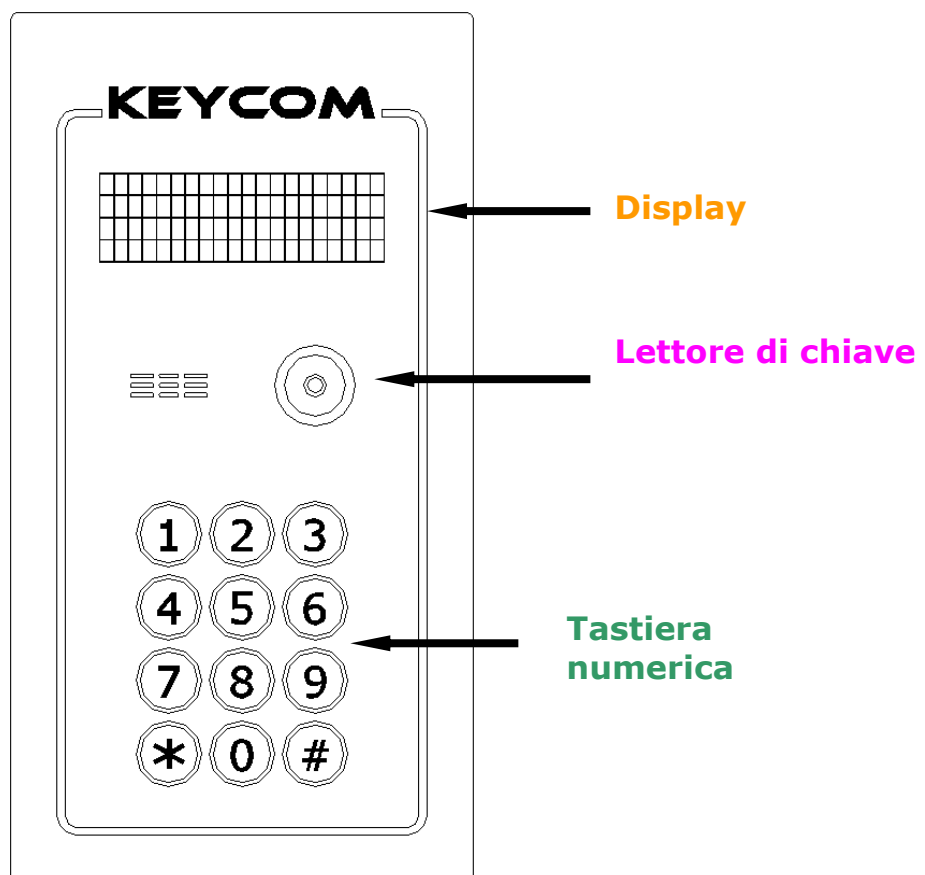 KEYCOM
Display
Lettore di chiave
1 2 3
4 5 6
Tastiera
numerica
7 8 9
* 0 #